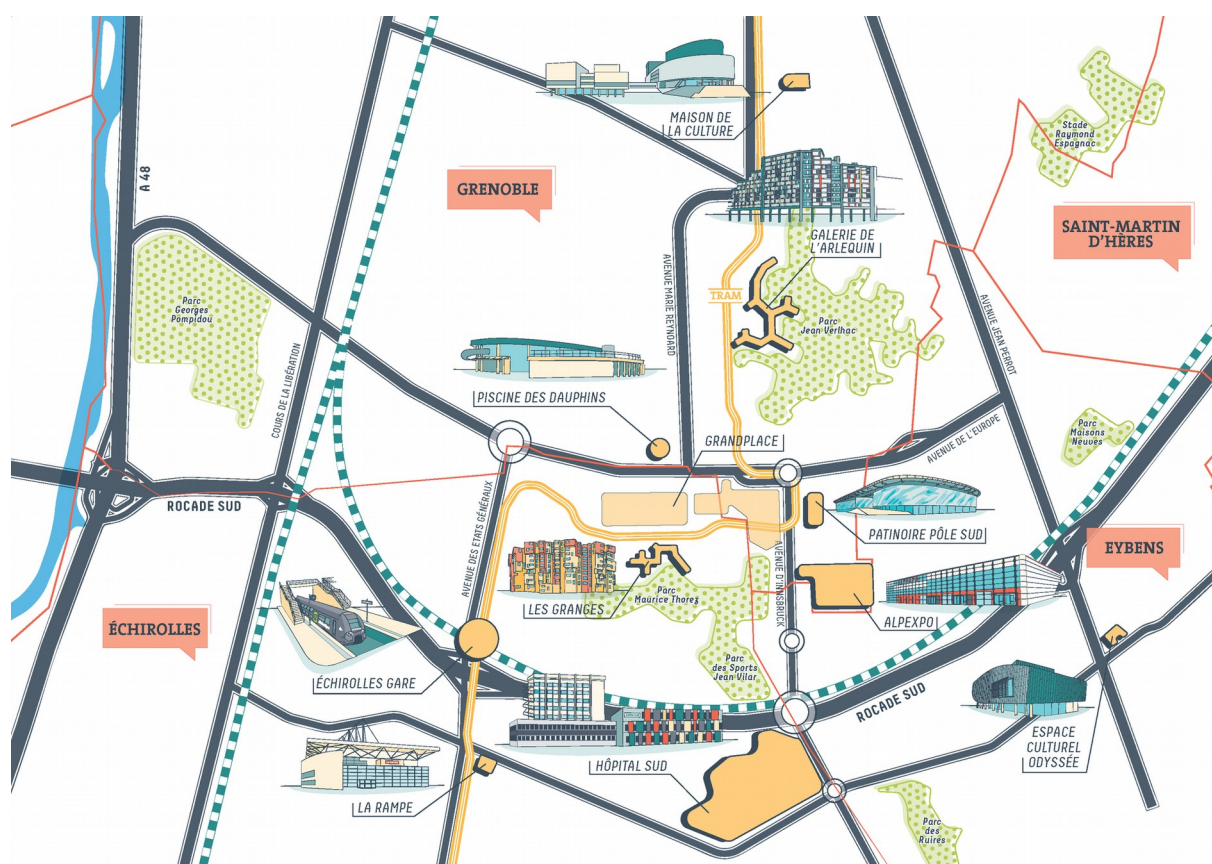 MAISON DE
LA CULTURE
Stade
Raymond
Espagnac
A 48
GRENOBLE
SAINT-MARTIN
D'HÈRES
GALERIE DE
L'ARLEQUIN
AVENUE MARIE REYNOARD
TRAM
Parc
Georges
Pompidou
Parc
Jean Verlhac
AVENUE JEAN PERROT
COURS DE LA LIBÉRATION
PISCINE DES DAUPHINS
GRANDPLACE
AVENUE DE L'EUROPE
Parc
Maisons
Neuves
ROCADE SUD
AVENUE DES ETATS GÉNÉRAUX
PATINOIRE PÔLE SUD
EYBENS
AVENUE D'INNSBRUCK
LES GRANGES
Parc
Maurice Thorez
ALPEXPO
ÉCHIROLLES
Parc
des Sports
Jean Vilar
ÉCHIROLLES GARE
ROCADE SUD
ESPACE
CULTUREL
ODYSSÉE
HÔPITAL SUD
LA RAMPE
Parc
des
Ruires